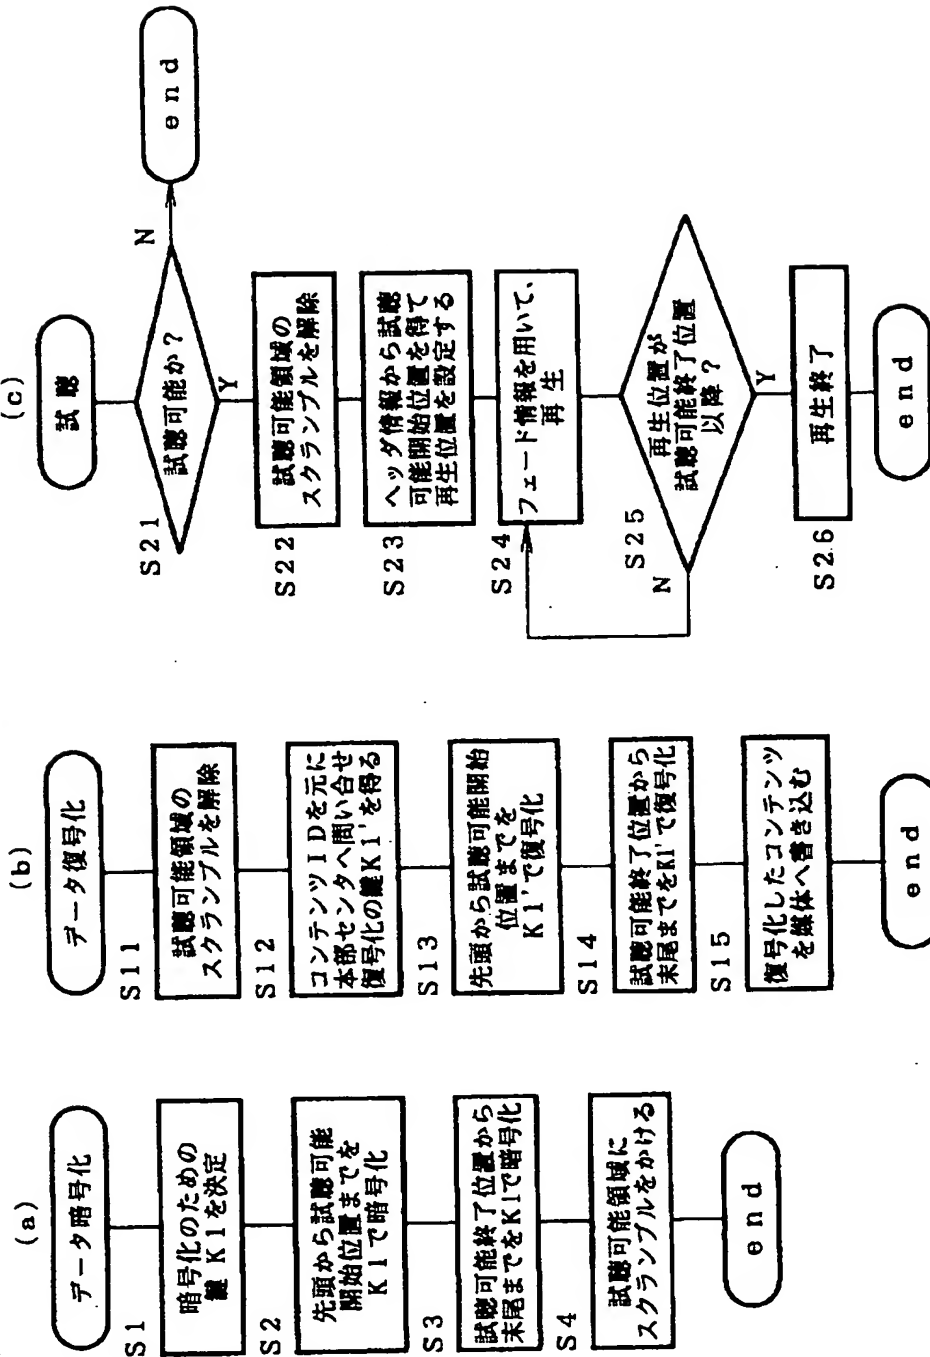 (a)
データ暗号化
S1
暗号化のための
鍵 K1を決定
S2
先頭から試聴可能
開始位置までを
K1で暗号化
S3
試聴可能終了位置から
末尾までをK1で暗号化
S4
試聴可能領域に
スクランブルをかける
end
(b)
データ復号化
S11
試聴可能領域の
スクランブルを解除
S12
コンテンツIDを元に
本部センタへ問い合せ
復号化の鍵K1'を得る
S13
先頭から試聴可能開始
位置までを
K1'で復号化
S14
試聴可能終了位置から
末尾までをK1'で復号化
S15
復号化したコンテンツ
を媒体へ書き込む
end
(c)
試聴
S21
試聴可能か?
N
end
Y
S22
試聴可能領域の
スクランブルを解除
S23
ヘッダ情報から試聴
可能開始位置を得て
再生位置を設定する
S24
フェード情報を用いて、
再生
S25
再生位置が
試聴可能終了位置
以降?
N
Y
S26
再生終了
end